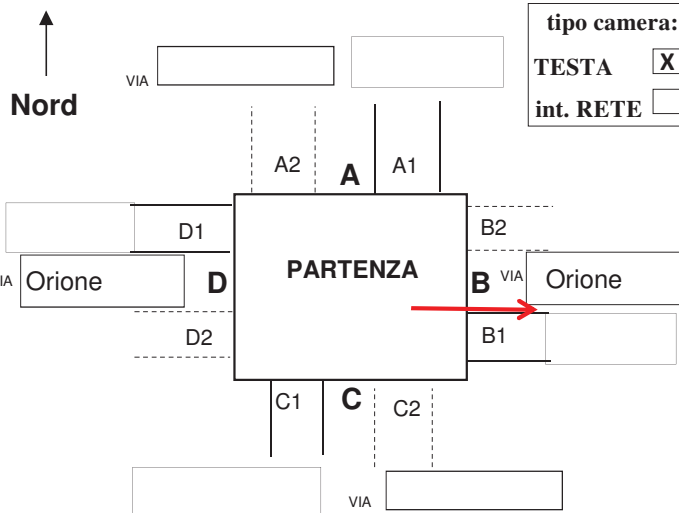 tipo camera:
TESTA X
int. RETE
Nord
VIA
A2 A A1
D1 B2
PARTENZA
VIA Orione D B VIA Orione
D2 B1
C1 C C2
VIA